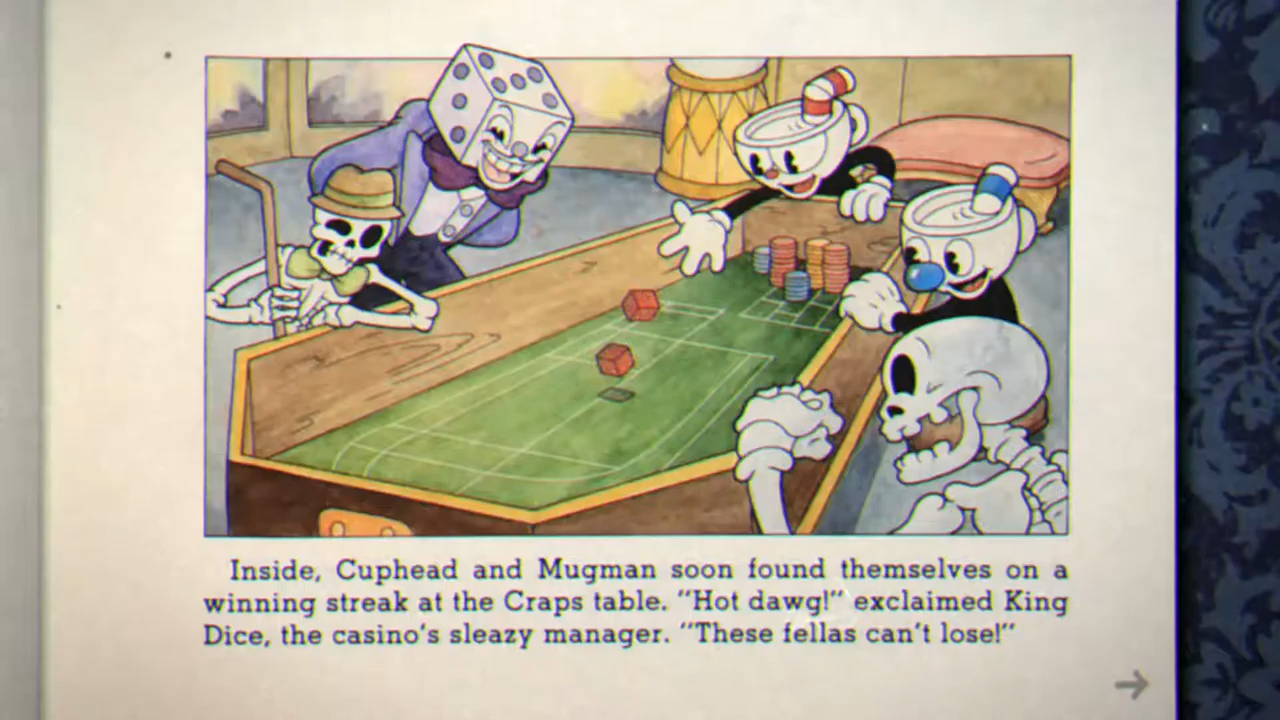 Inside, Cuphead and Mugman soon found themselves on a
winning streak at the Craps table. “Hot dawg!” exclaimed King
Dice, the casino’s sleazy manager. “These fellas can’t lose!”